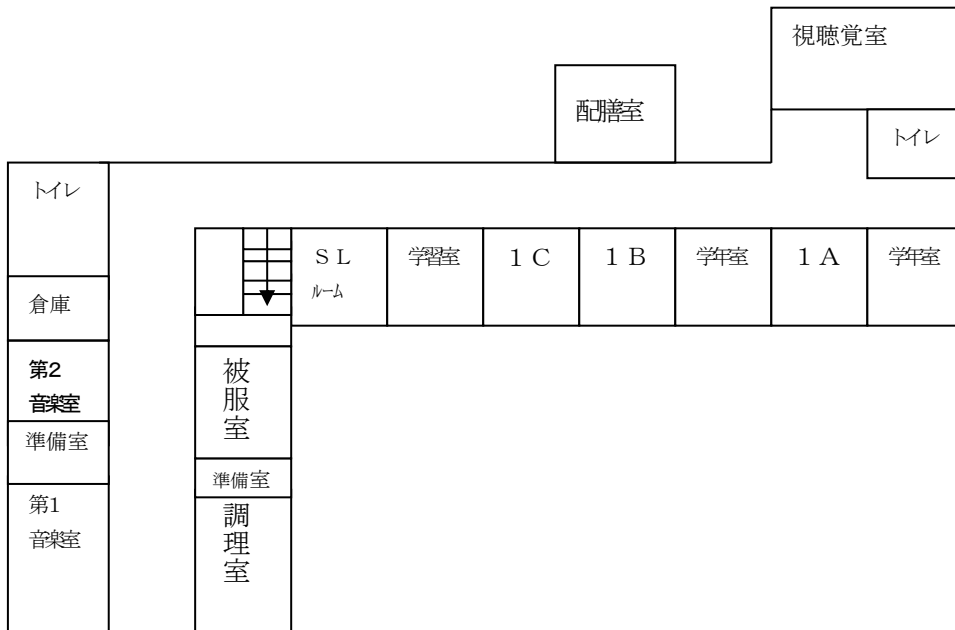 視聴覚室
配膳室
トイレ
トイレ
ＳＬ
ルーム
学習室
１Ｃ
１Ｂ
学年室
１Ａ
学年室
倉庫
第2
音楽室
準備室
第1
音楽室
被服室
準備室
調理室